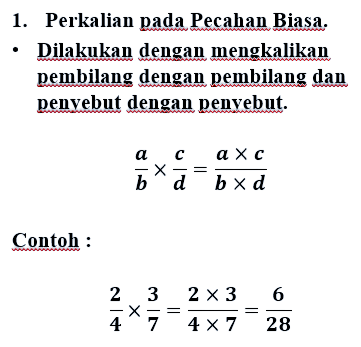 1. Perkalian pada Pecahan Biasa.
• Dilakukan dengan mengkalikan
pembilang dengan pembilang dan
penyebut dengan penyebut.
a/b × c/d = a × c/b × d
Contoh :
2/4 × 3/7 = 2 × 3/4 × 7 = 6/28